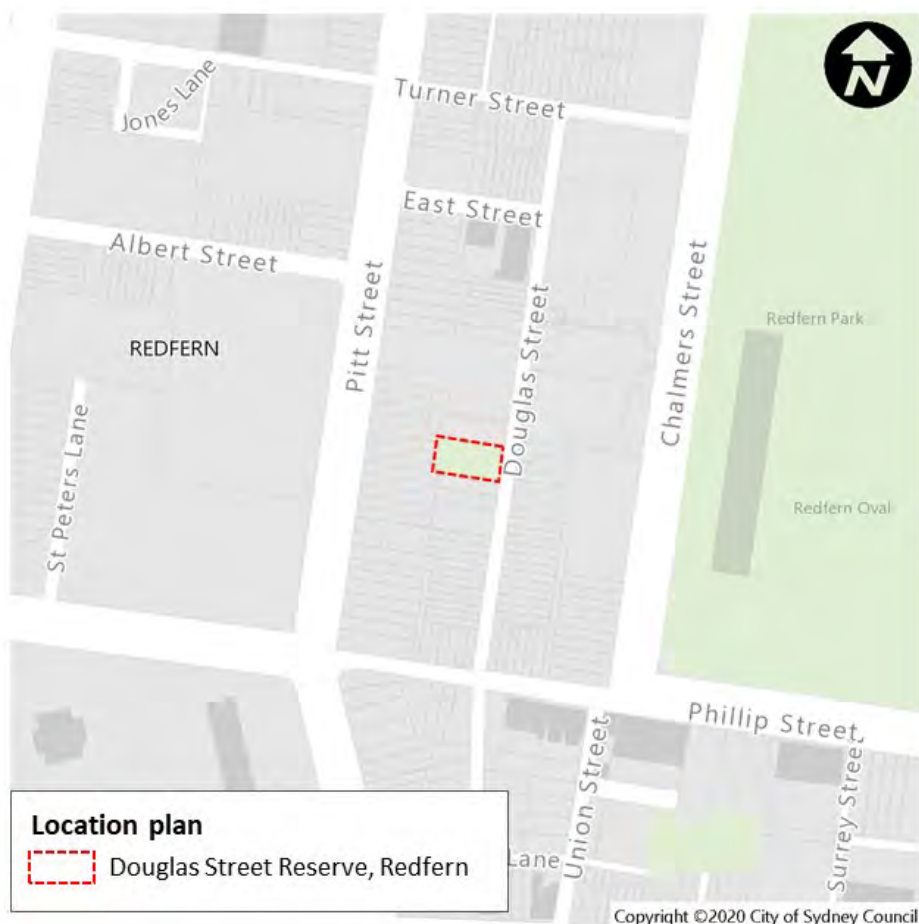 N
Turner Street
Jones Lane
East Street
Albert Street
Redfern Park
REDFERN
Pitt Street
Douglas Street
Chalmers Street
St Peters Lane
Redfern Oval
Phillip Street
Union Street
Surrey Street
Location plan
Douglas Street Reserve, Redfern
Lane
Copyright ©2020 City of Sydney Council